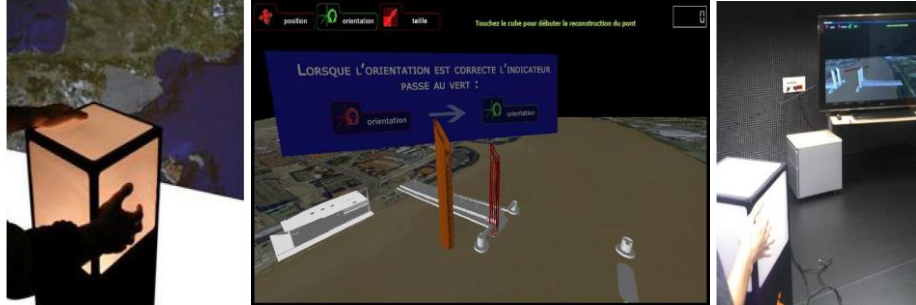 position
orientation
taille
Touchez le cube pour débuter la reconstruction du pont
0
LORSQUE L'ORIENTATION EST CORRECTE L'INDICATEUR
PASSE AU VERT :
orientation
orientation